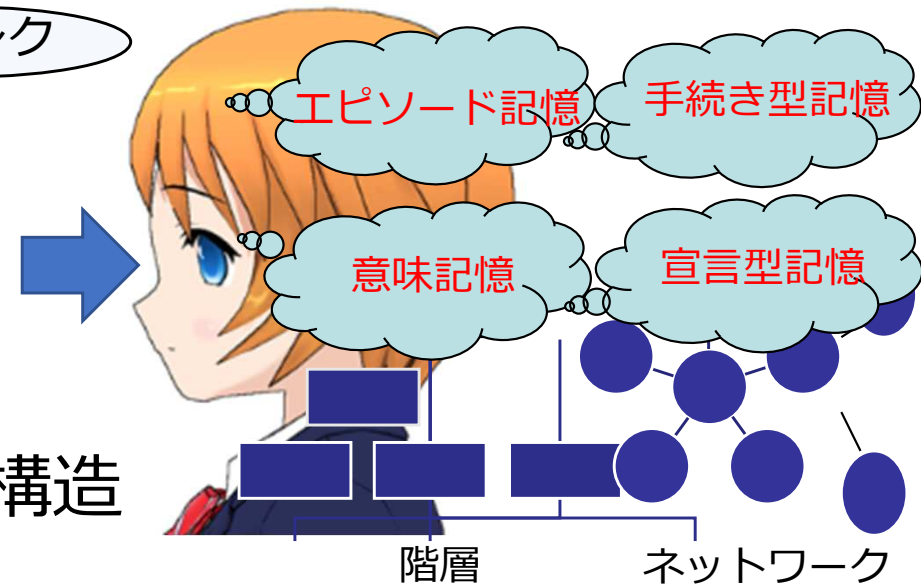 ンク
エピソード記憶
手続き型記憶
意味記憶
宣言型記憶
構造
階層
ネットワーク